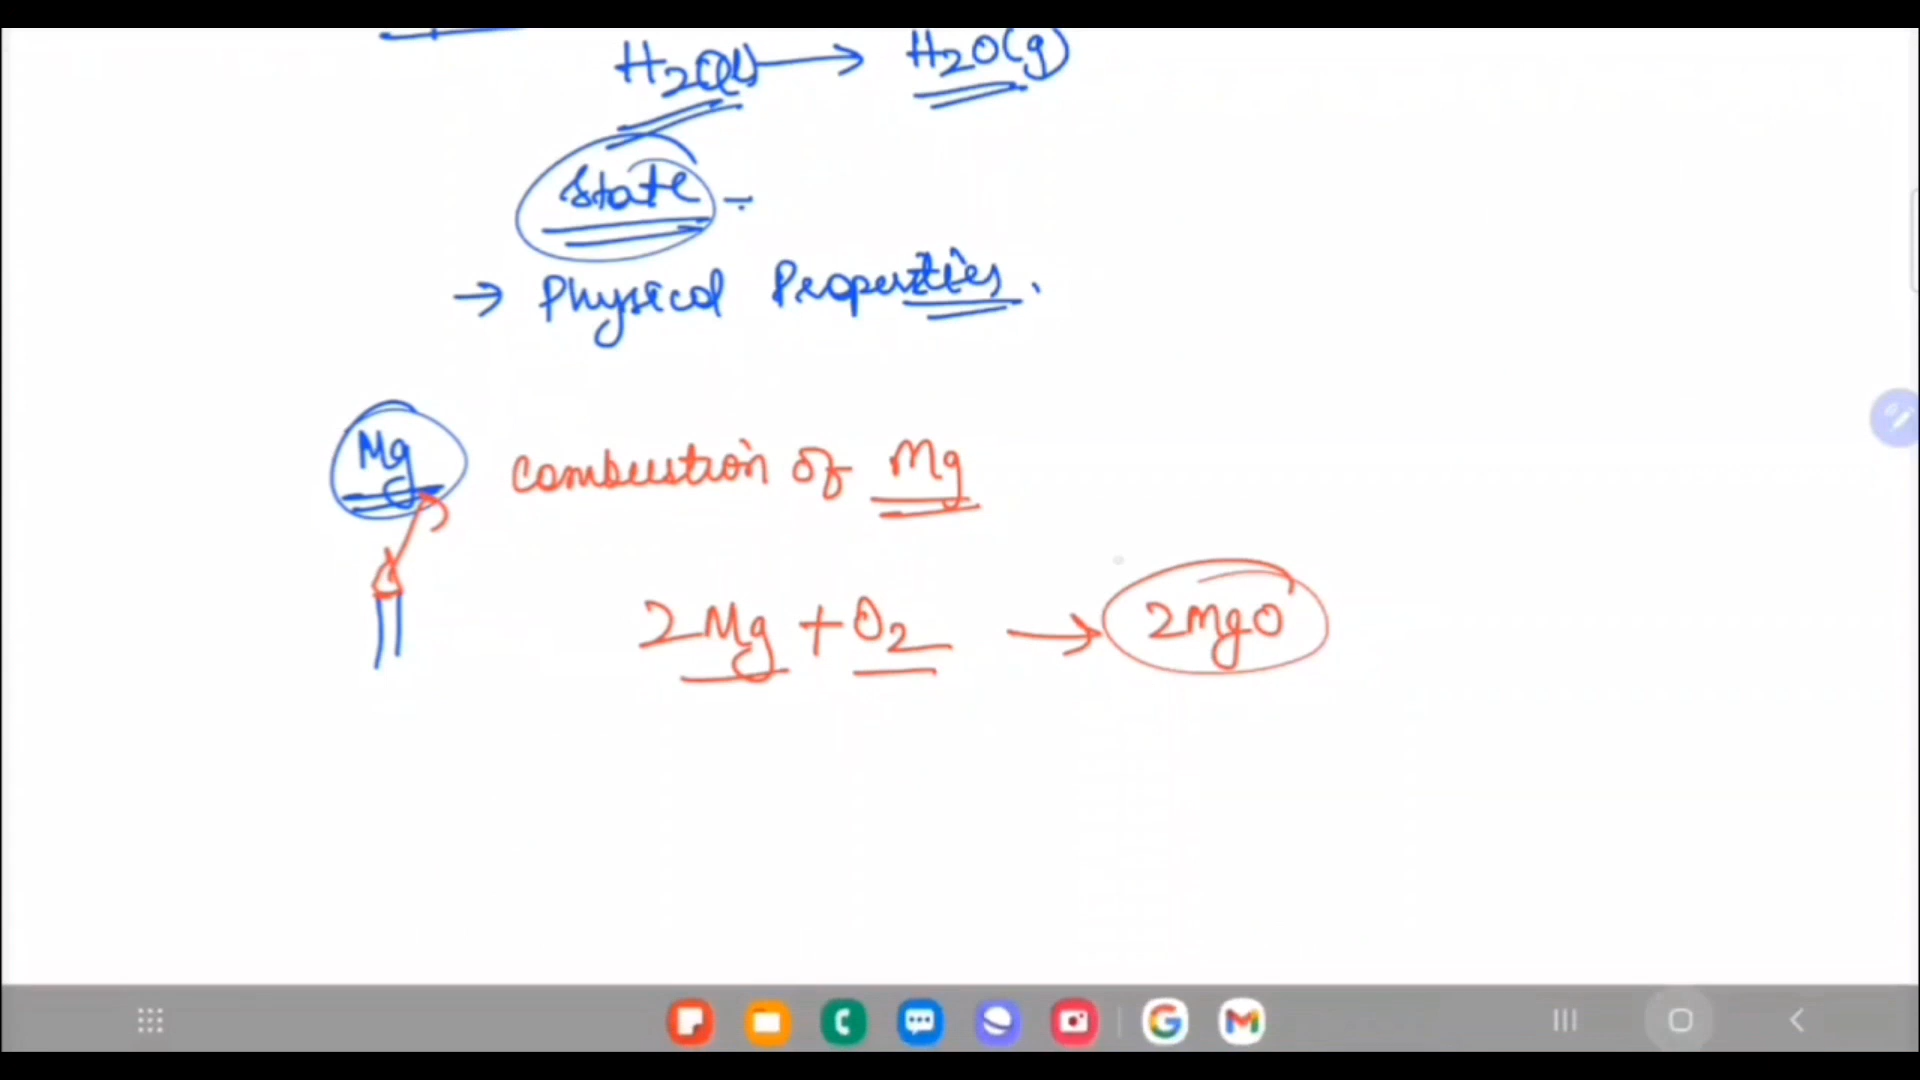 H2O(l) → H2O(g)
State -
→ Physical Properties.
Mg combustion of Mg
2Mg + O2 → 2MgO